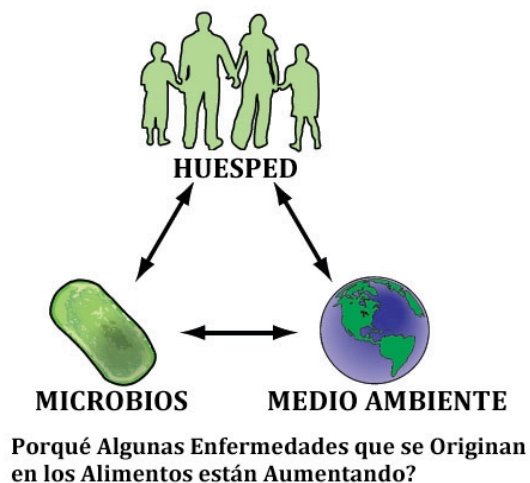 HUESPED
MICROBIOS
MEDIO AMBIENTE
Porqué Algunas Enfermedades que se Originan
en los Alimentos están Aumentando?